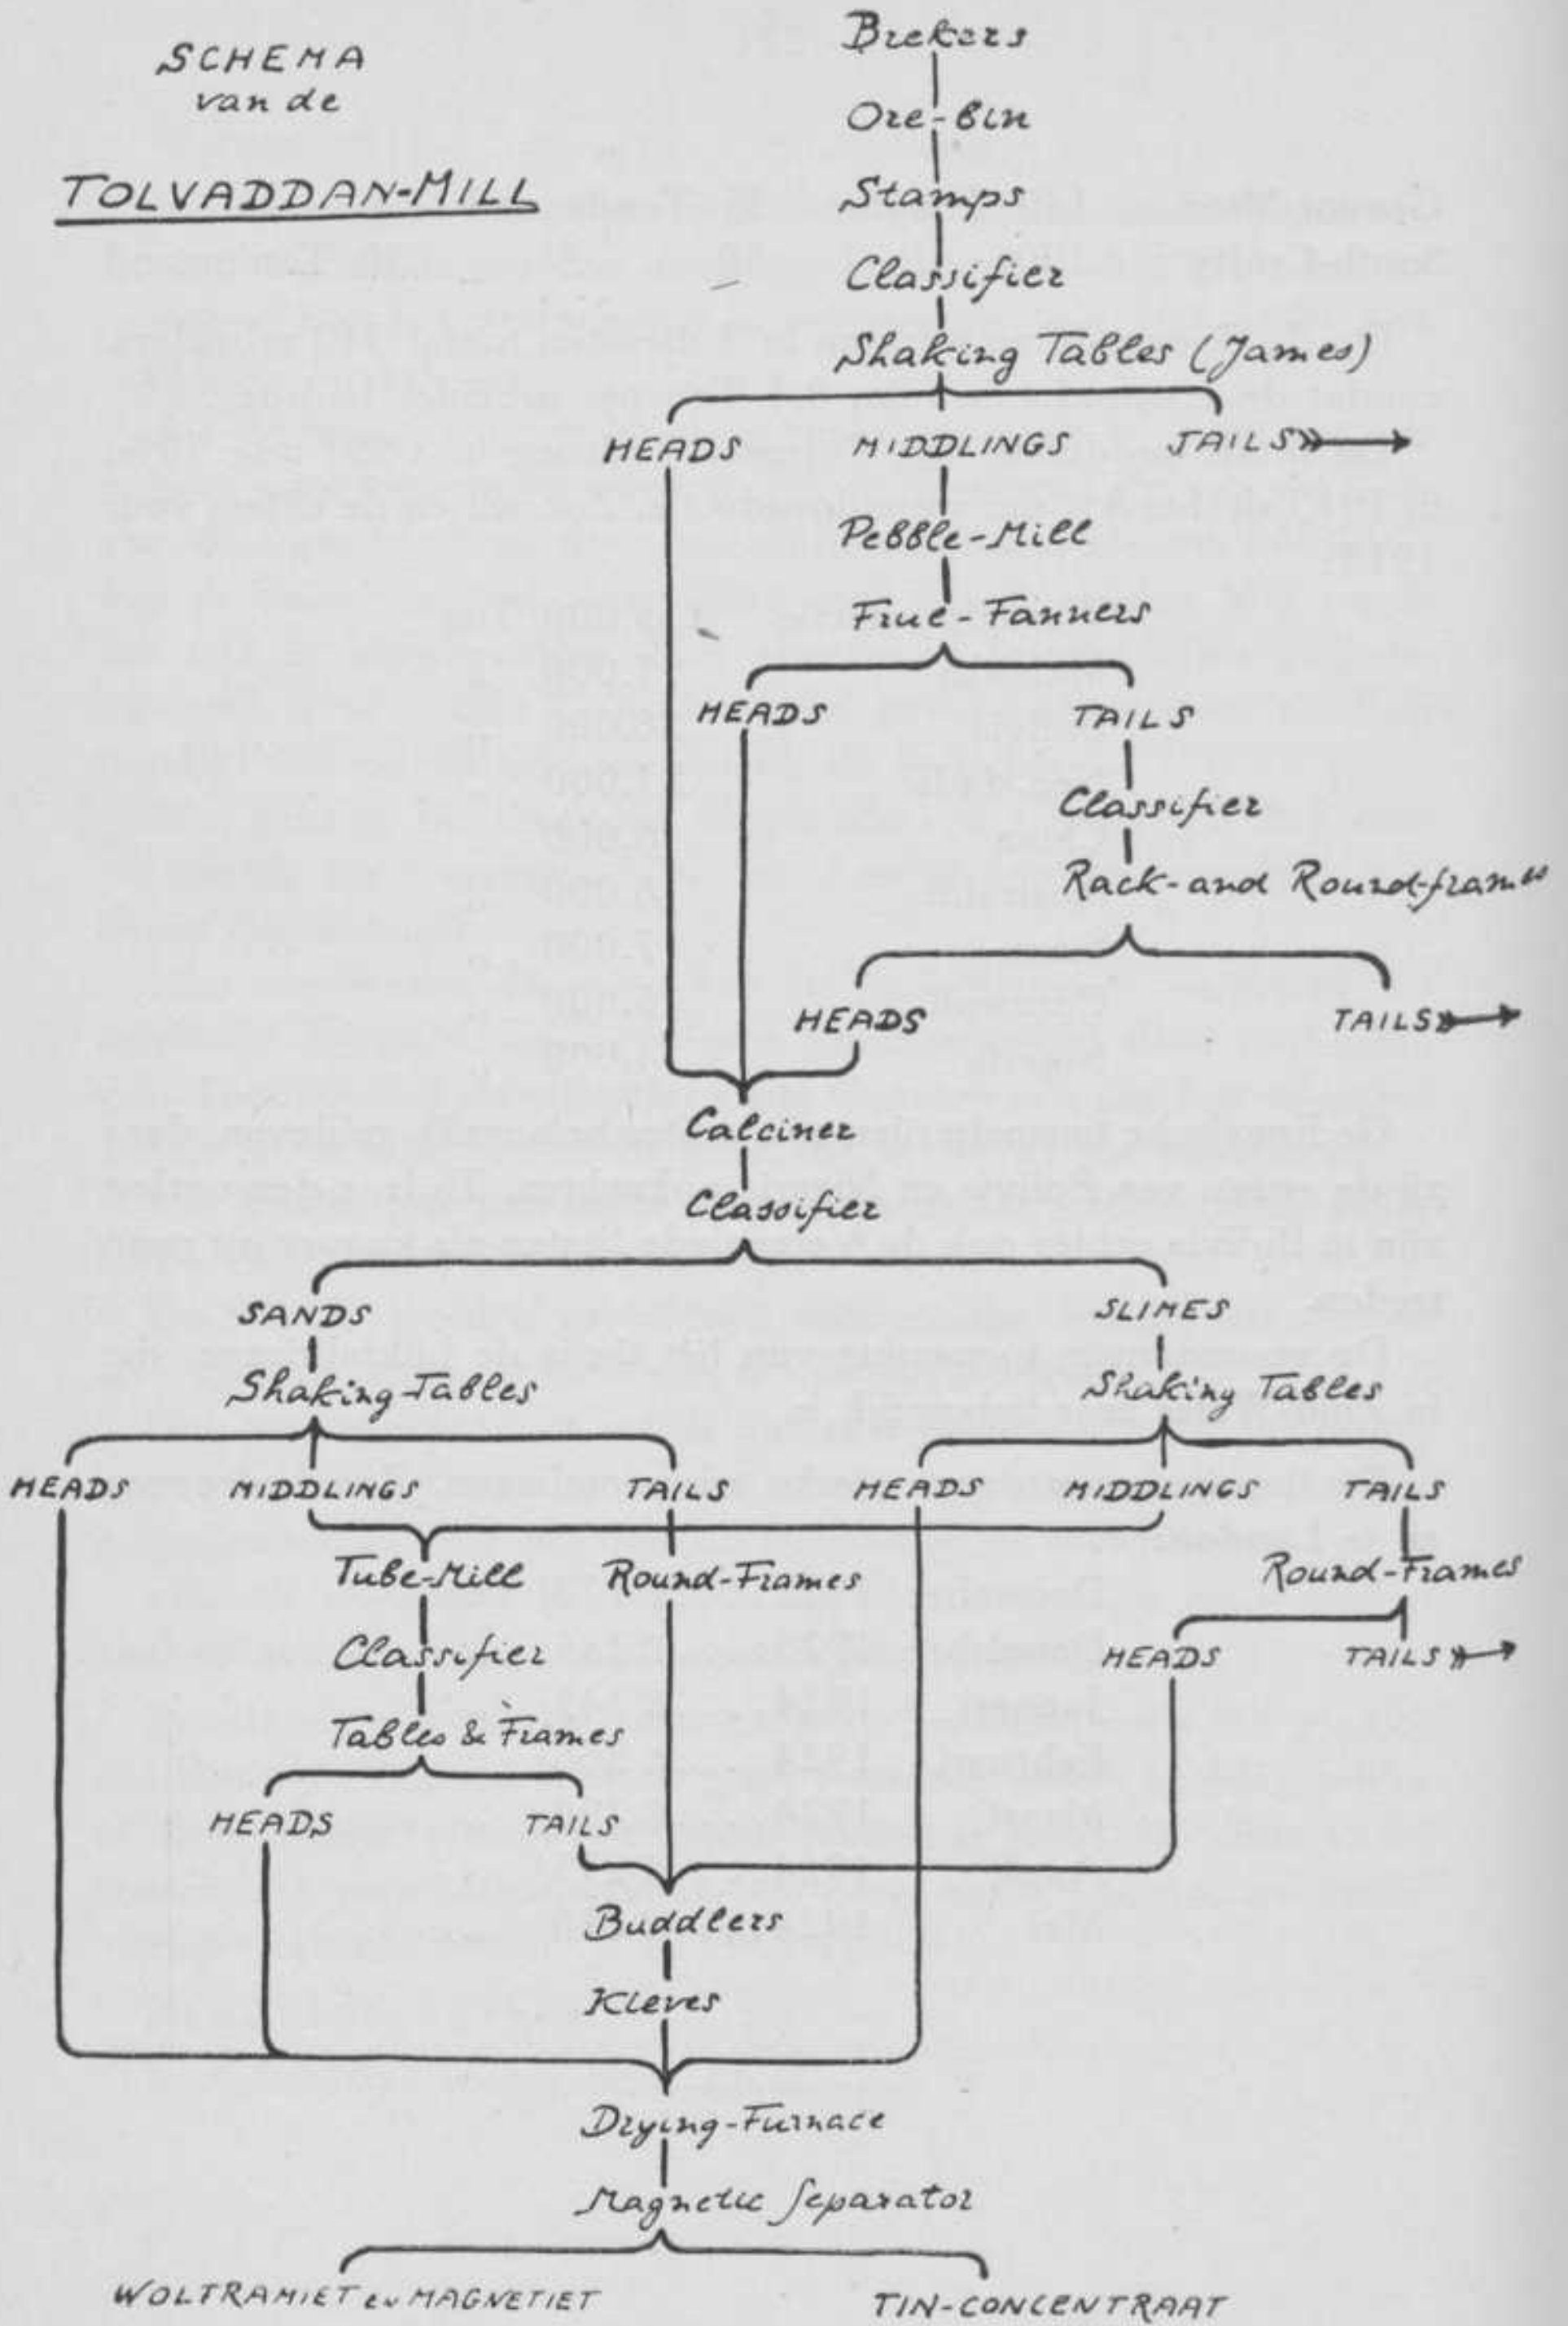 SCHEMA
van de
TOLVADDAN-MILL
Brekers
Ore-bin
Stamps
Classifier
Shaking Tables (James)
HEADS MIDDLINGS TAILS
Pebble-Mill
Frue-Fanners
HEADS TAILS
Classifier
Rack-and Round-frames
HEADS TAILS
Calciner
Classifier
SANDS SLIMES
Shaking-Tables Shaking Tables
HEADS MIDDLINGS TAILS HEADS MIDDLINGS TAILS
Tube-Mill Round-Frames Round-Frames
Classifier HEADS TAILS
Tables & Frames
HEADS TAILS
Buddlers
Kieves
Drying-Furnace
Magnetic Separator
WOLFRAMIET en MAGNETIET TIN-CONCENTRAAT